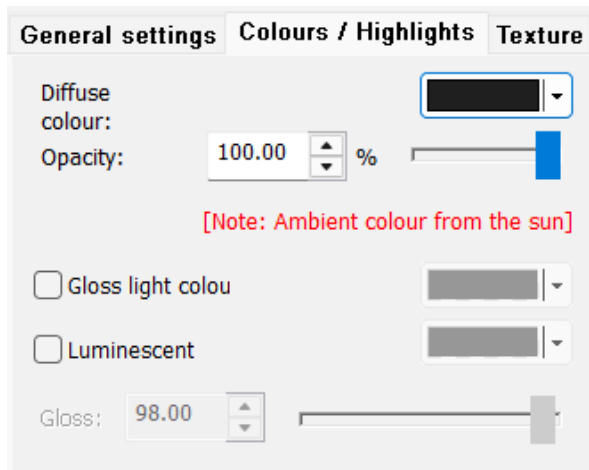 General settings Colours / Highlights Texture
Diffuse
colour:
Opacity: 100.00 %
[Note: Ambient colour from the sun]
Gloss light colou
Luminescent
Gloss: 98.00